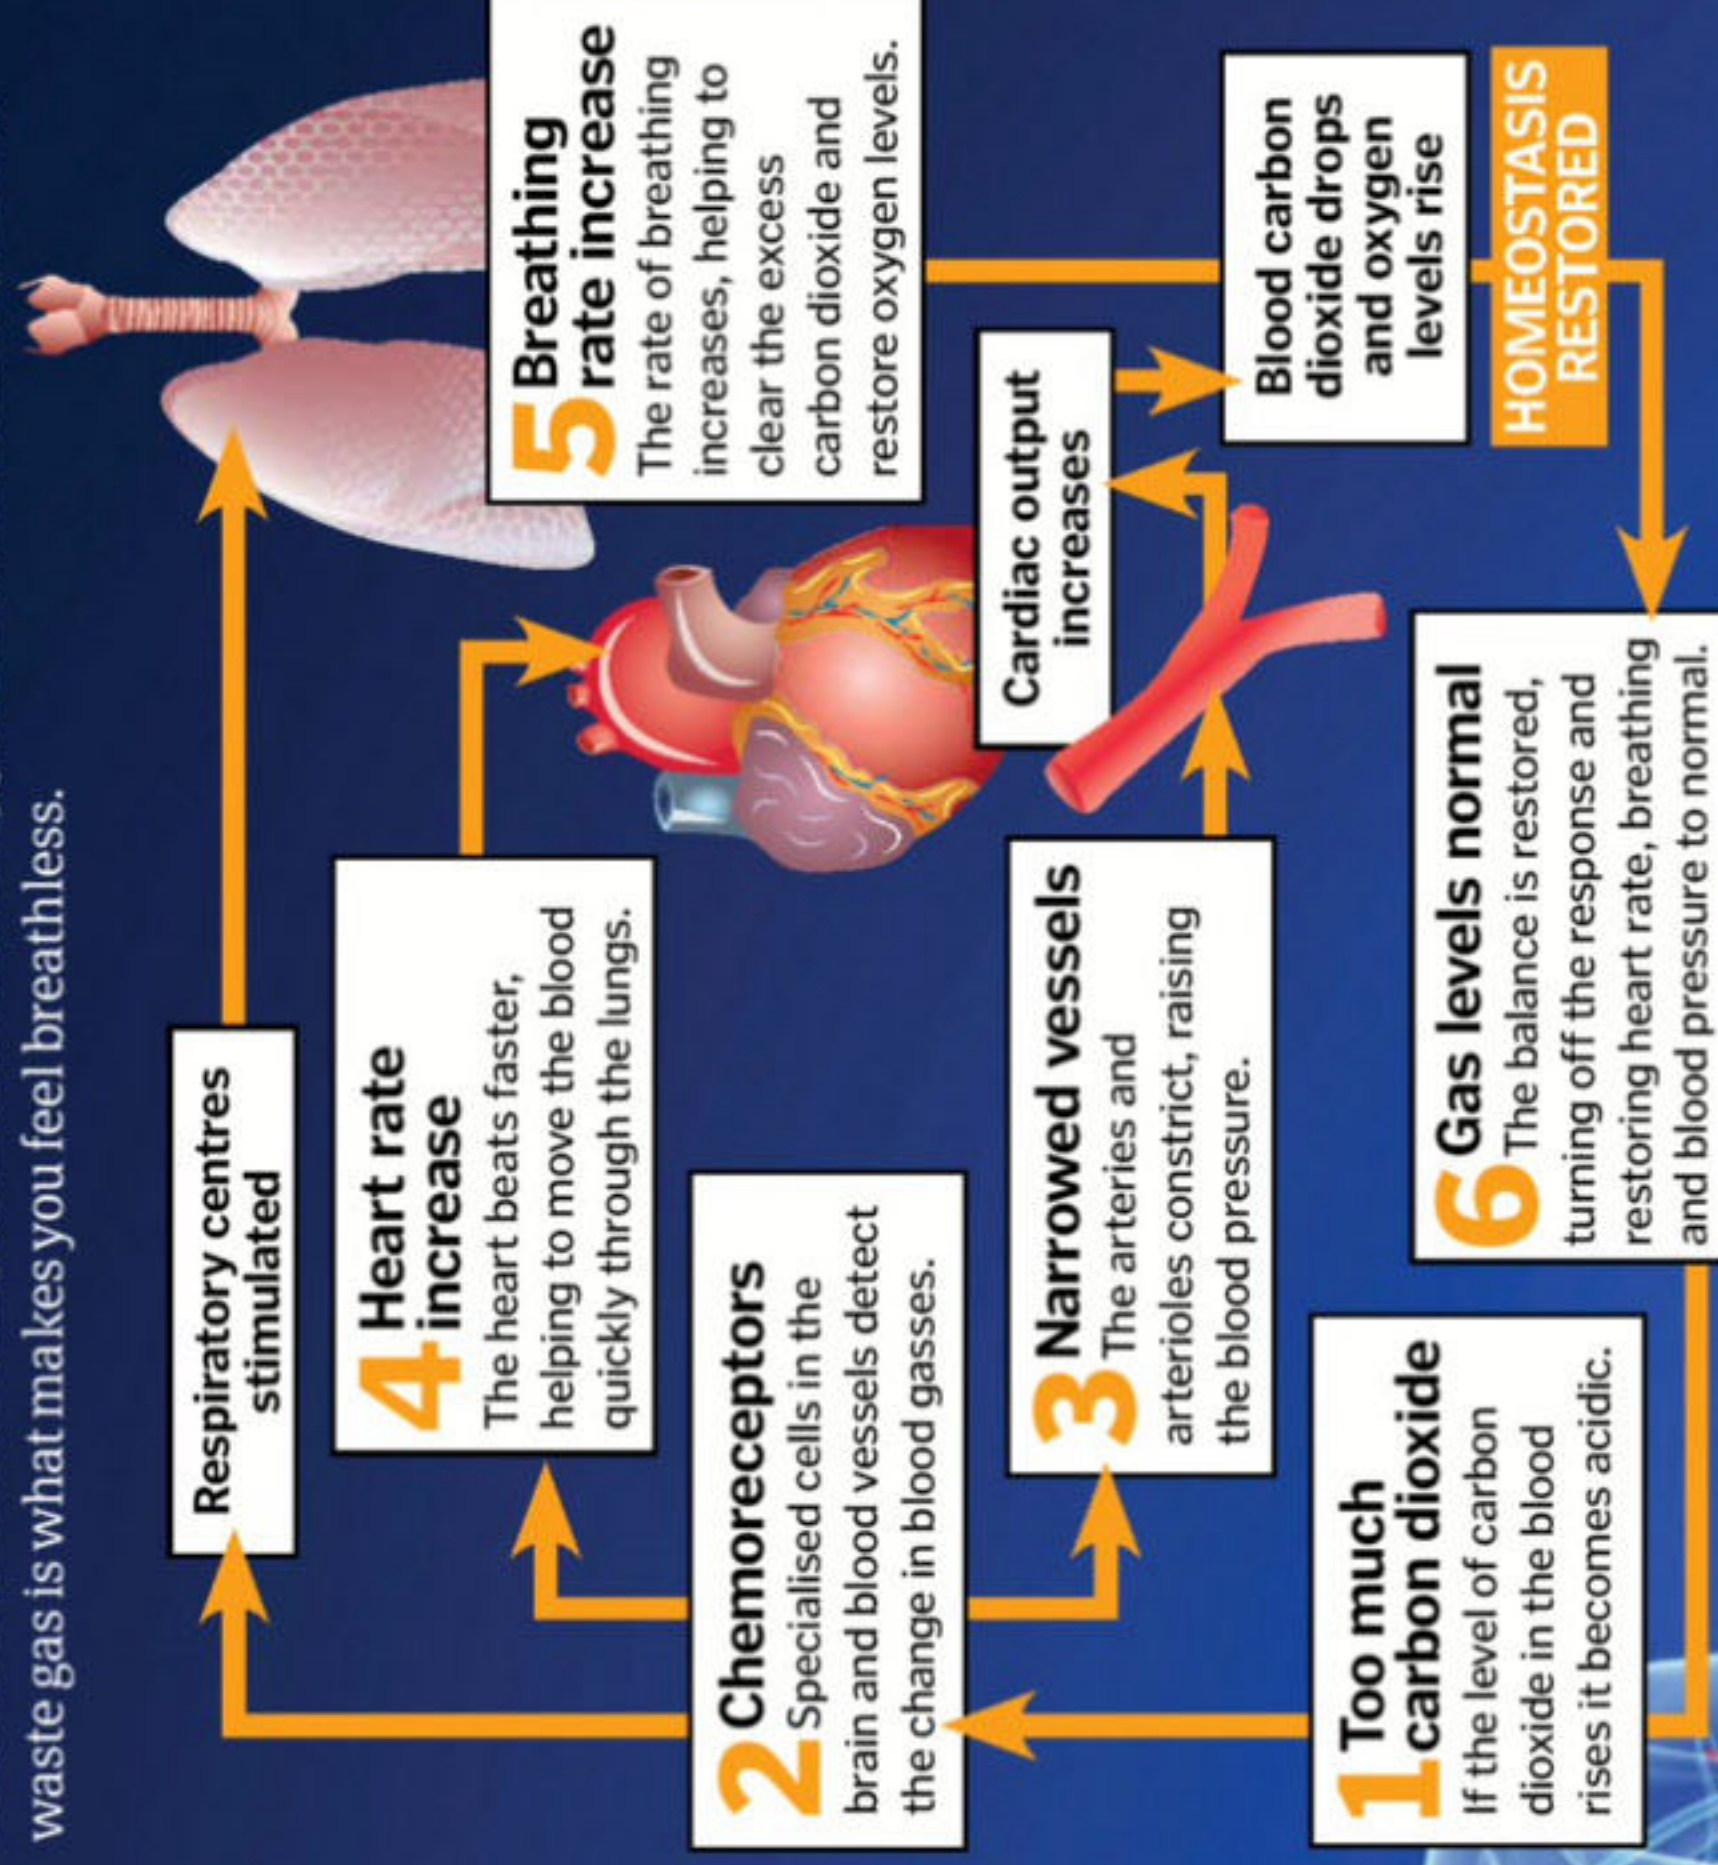 waste gas is what makes you feel breathless.
Respiratory centres
stimulated
4 Heart rate
increase
The heart beats faster,
helping to move the blood
quickly through the lungs.
2 Chemoreceptors
Specialised cells in the
brain and blood vessels detect
the change in blood gasses.
3 Narrowed vessels
The arteries and
arterioles constrict, raising
the blood pressure.
1 Too much
carbon dioxide
If the level of carbon
dioxide in the blood
rises it becomes acidic.
5 Breathing
rate increase
The rate of breathing
increases, helping to
clear the excess
carbon dioxide and
restore oxygen levels.
Cardiac output
increases
Blood carbon
dioxide drops
and oxygen
levels rise
HOMEOSTASIS
RESTORED
6 Gas levels normal
The balance is restored,
turning off the response and
restoring heart rate, breathing
and blood pressure to normal.